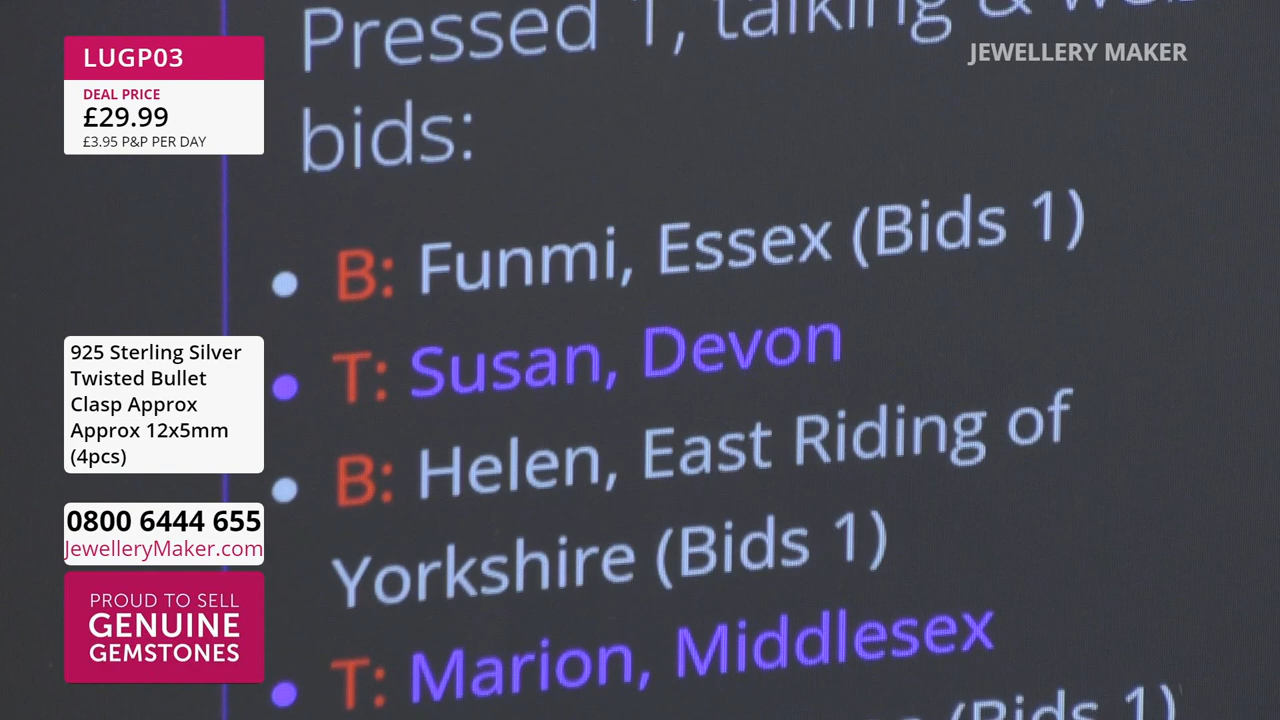 LUGP03
DEAL PRICE
£29.99
£3.95 P&P PER DAY
925 Sterling Silver
Twisted Bullet
Clasp Approx
Approx 12x5mm
(4pcs)
0800 6444 655
JewelleryMaker.com
PROUD TO SELL
GENUINE
GEMSTONES
JEWELLERY MAKER
Pressed 1, talking &
bids:
• B: Funmi, Essex (Bids 1)
• T: Susan, Devon
• B: Helen, East Riding of
Yorkshire (Bids 1)
• T: Marion, Middlesex
(Bids 1)